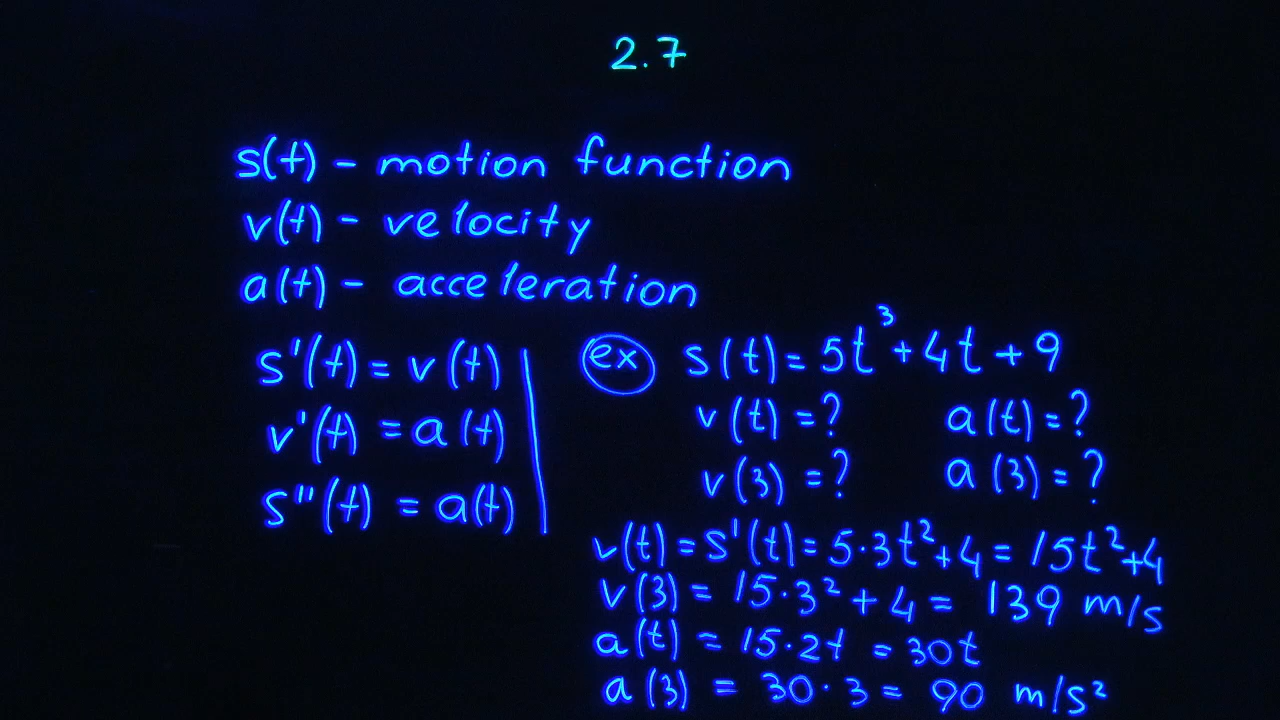 2.7
s(t) - motion function
v(t) - velocity
a(t) - acceleration
s'(t) = v(t)
v'(t) = a(t)
s''(t) = a(t)
ex s(t) = 5t³ + 4t + 9
v(t) = ? a(t) = ?
v(3) = ? a(3) = ?
v(t) = s'(t) = 5·3t² + 4 = 15t² + 4
v(3) = 15·3² + 4 = 139 m/s
a(t) = 15·2t = 30t
a(3) = 30·3 = 90 m/s²